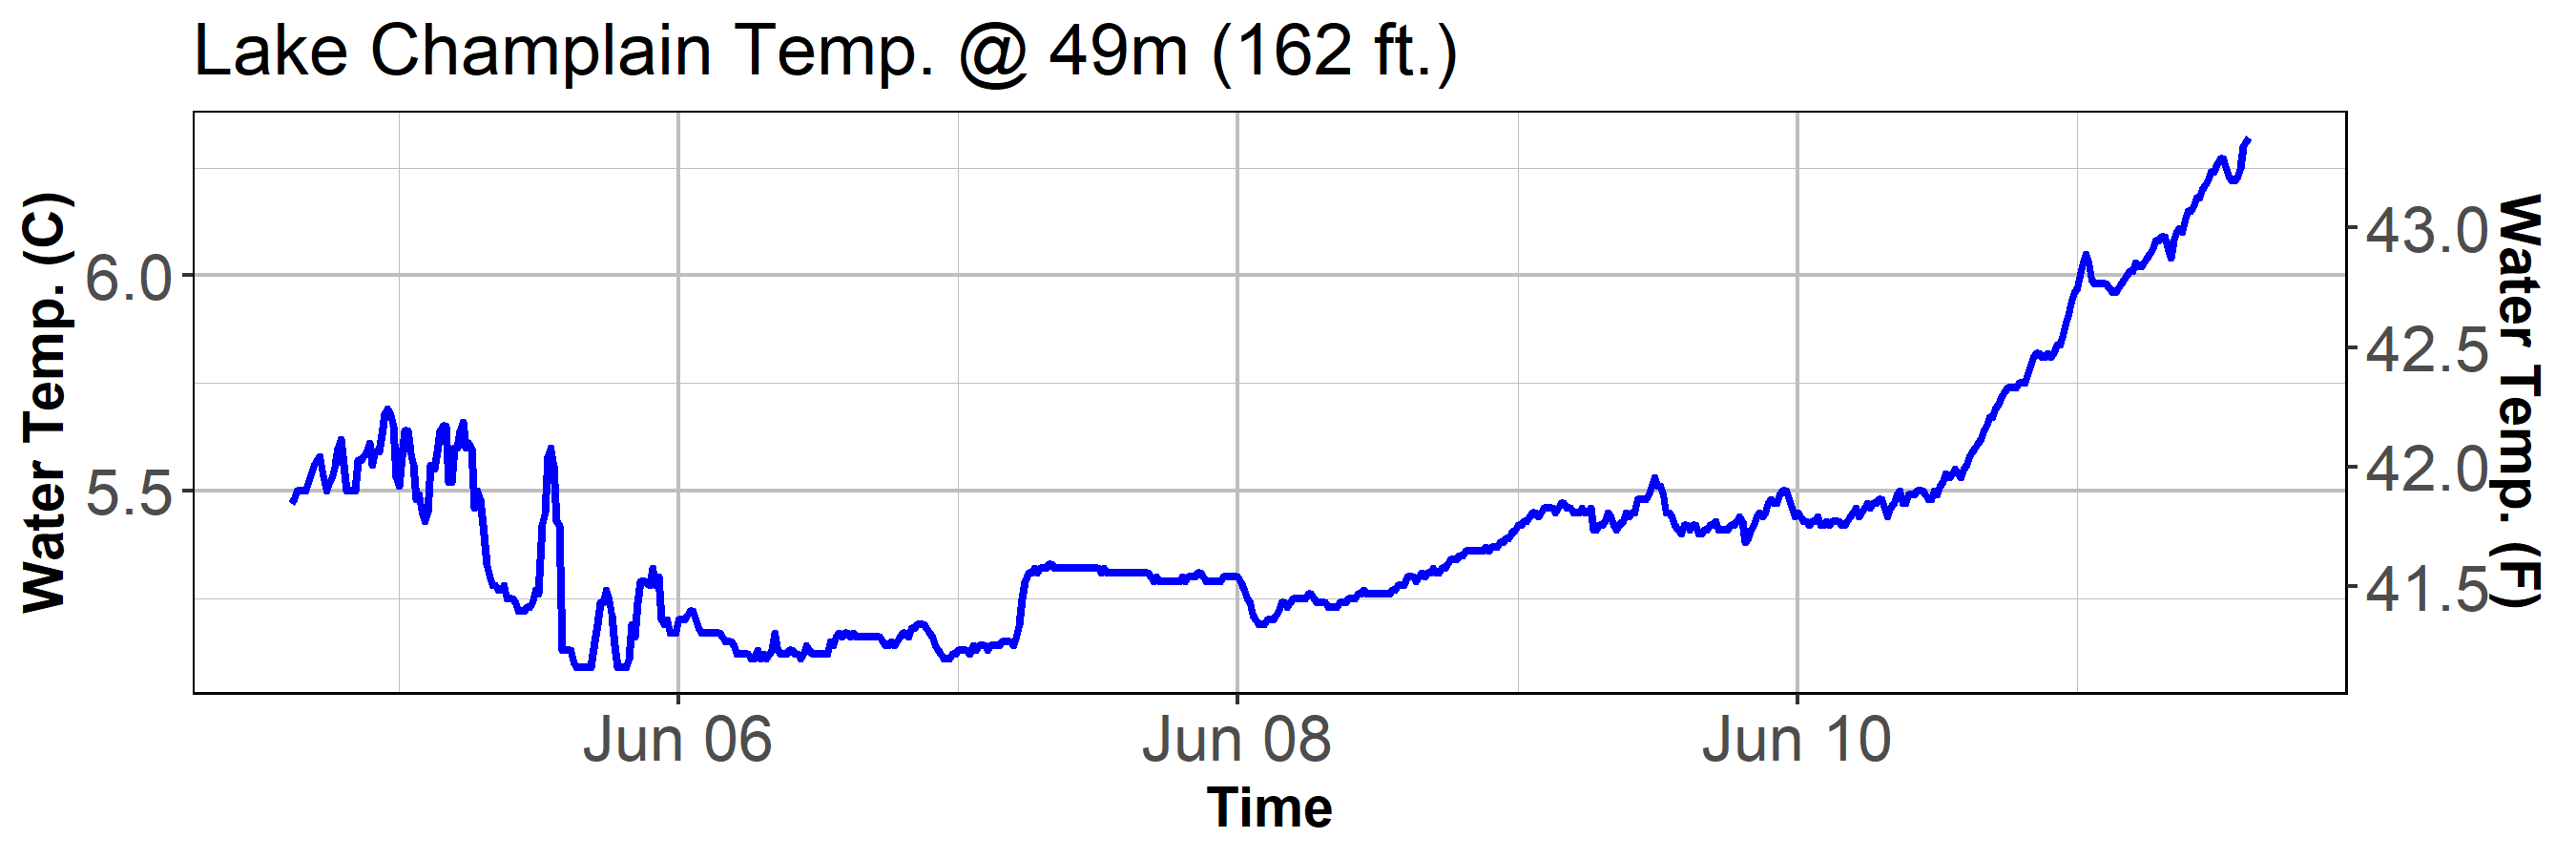 Lake Champlain Temp. @ 49m (162 ft.)
Water Temp. (C)
6.0
5.5
43.0
42.5
42.0
41.5
Water Temp. (F)
Jun 06
Jun 08
Jun 10
Time